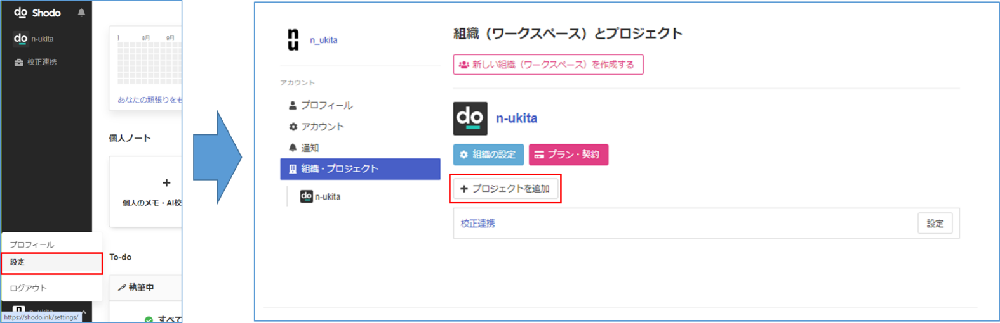 do Shodo
do n-ukita
校正連携
8月 9月
あなたの頑張りを
個人ノート
+
個人のメモ・AI校
To-do
執筆中
すべて
プロフィール
設定
ログアウト
https://shodo.ink/settings/
nu n_ukita
アカウント
プロフィール
アカウント
通知
組織・プロジェクト
do n-ukita
組織（ワークスペース）とプロジェクト
新しい組織（ワークスペース）を作成する
do n-ukita
組織の設定 プラン・契約
+ プロジェクトを追加
校正連携 設定